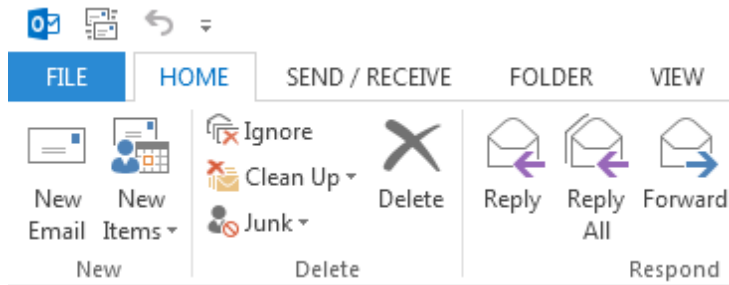 FILE HOME SEND / RECEIVE FOLDER VIEW
Ignore
Clean Up
Junk
New Email
New Items
Delete
Reply
Reply All
Forward
New
Delete
Respond